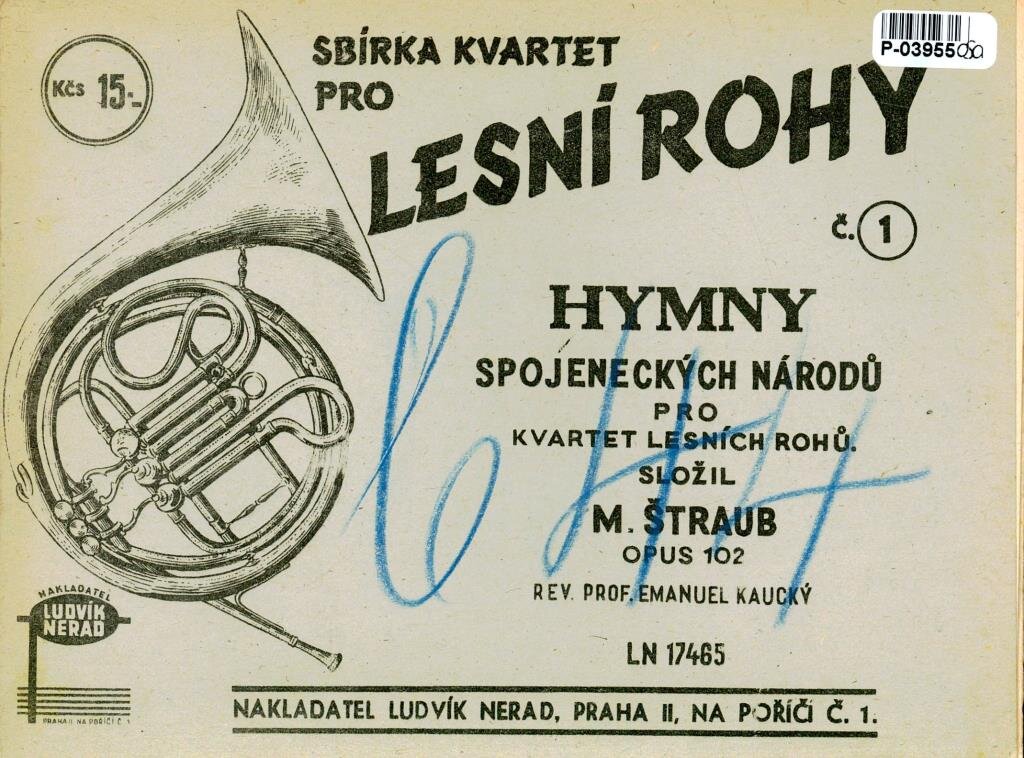 Kčs 15.-
SBÍRKA KVARTET
PRO
LESNÍ ROHY
č. 1
P-03955
HYMNY
SPOJENECKÝCH NÁRODŮ
PRO
KVARTET LESNÍCH ROHŮ.
SLOŽIL
M. ŠTRAUB
OPUS 102
REV. PROF. EMANUEL KAUCKÝ
LN 17465
644
NAKLADATEL
LUDVÍK
NERAD
PRAHA II. NA POŘÍČÍ Č. 1
NAKLADATEL LUDVÍK NERAD, PRAHA II, NA POŘÍČÍ Č. 1.